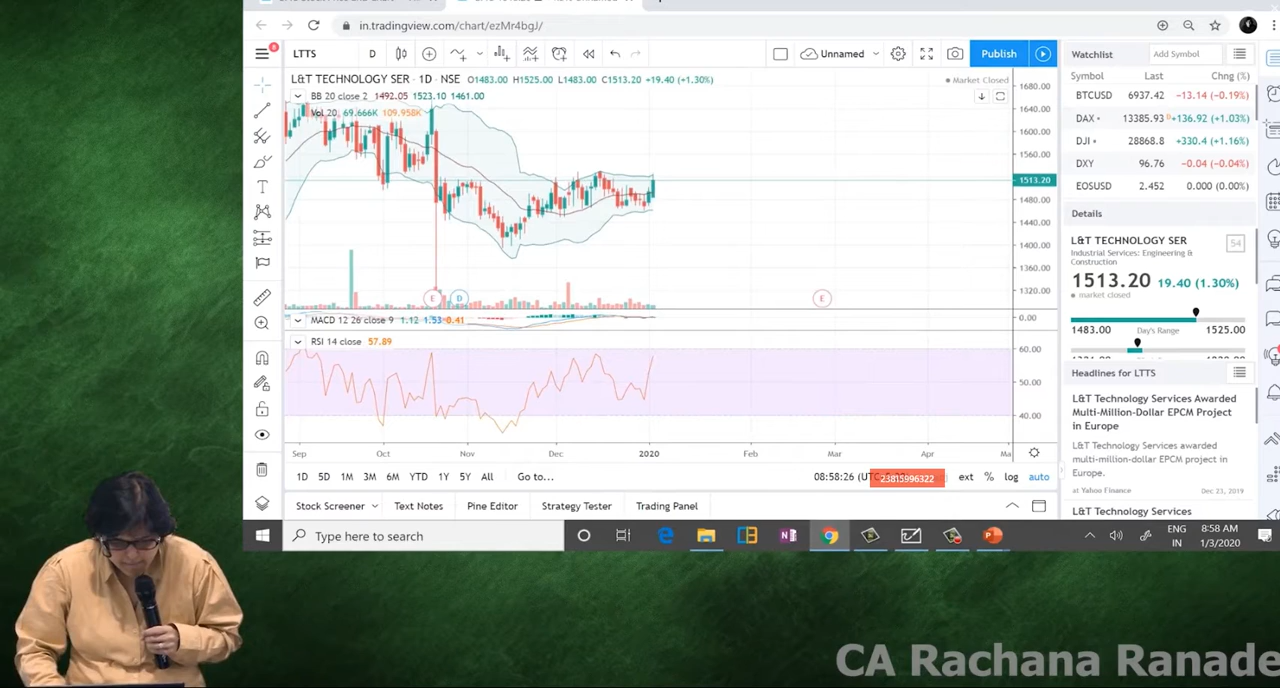 in.tradingview.com/chart/ezMr4bgJ/
LTTS D Unnamed Publish
L&T TECHNOLOGY SER · 1D · NSE O1483.00 H1525.00 L1483.00 C1513.20 +19.40 (+1.30%)
Market Closed
BB 20 close 2 1492.05 1523.10 1461.00
Vol 20 69.666K 109.958K
1680.00
1640.00
1600.00
1560.00
1513.20
1480.00
1440.00
1400.00
1360.00
1320.00
E D E
MACD 12 26 close 9 1.12 1.53 0.41
0.00
RSI 14 close 57.89
60.00
50.00
40.00
Sep Oct Nov Dec 2020 Feb Mar Apr
1D 5D 1M 3M 6M YTD 1Y 5Y All Go to...
08:58:26
23815996322
ext % log auto
Stock Screener Text Notes Pine Editor Strategy Tester Trading Panel
Watchlist Add Symbol
Symbol Last Chng (%)
BTCUSD 6937.42 −13.14 (−0.19%)
DAX 13385.93 +136.92 (+1.03%)
DJI 28868.8 +330.4 (+1.16%)
DXY 96.76 −0.04 (−0.04%)
EOSUSD 2.452 0.000 (0.00%)
Details
L&T TECHNOLOGY SER 54
Industrial Services: Engineering &
Construction
1513.20 19.40 (1.30%)
market closed
1483.00 Day's Range 1525.00
Headlines for LTTS
L&T Technology Services Awarded
Multi-Million-Dollar EPCM Project
in Europe
L&T Technology Services awarded
multi-million-dollar EPCM project in
Europe.
at Yahoo Finance Dec 23, 2019
L&T Technology Services
Type here to search
ENG
IN
8:58 AM
1/3/2020
CA Rachana Ranade